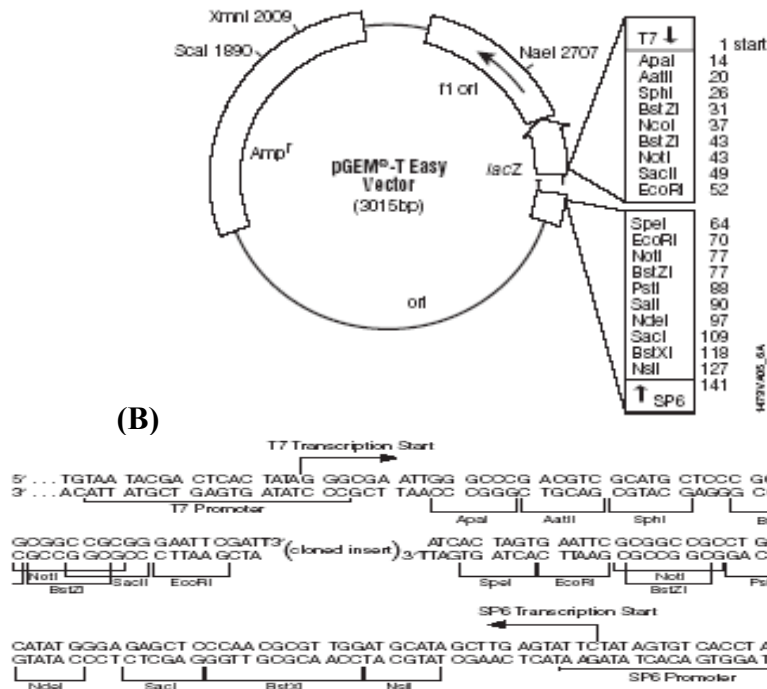 XmnI 2009
ScaI 1890
NaeI 2707
f1 ori
Ampr
pGEM®-T Easy
Vector
(3015bp)
lacZ
ori
T7 ↓
1 start
ApaI 14
AatII 20
SphI 26
BstZI 31
NcoI 37
BstZI 43
NotI 43
SacII 49
EcoRI 52
SpeI 64
EcoRI 70
NotI 77
BstZI 77
PstI 88
SalI 90
NdeI 97
SacI 109
BstXI 118
NsiI 127
141
↑ SP6
(B)
T7 Transcription Start
5′ ... TGTAA TACGA CTCAC TATAG GGCGA ATTGG GCCCG ACGTC GCATG CTCCC
3′ ... ACATT ATGCT GAGTG ATATC CCGCT TAACC CGGGC TGCAG CGTAC GAGGG
T7 Promoter
ApaI AatII SphI
GCGGC CGCGG GAATTCGATT3′ (cloned insert) ATCAC TAGTG AATTC GCGGC CGCCT
CGCCG GCGCC CTTAAGCTA 3′TTAGTG ATCAC TTAAG CGCCG GCGGA
NotI SacII EcoRI SpeI EcoRI NotI
BstZI BstZI
CATAT GGGA GAGCT CCCAA CGCGT TGGAT GCATA GCTTG AGTAT TCTAT AGTGT CACCT
GTATA CCCT CTCGA GGGTT GCGCA ACCTA CGTAT CGAAC TCATA AGATA TCACA GTGGA
SP6 Transcription Start
NdeI SacI BstXI NsiI SP6 Promoter